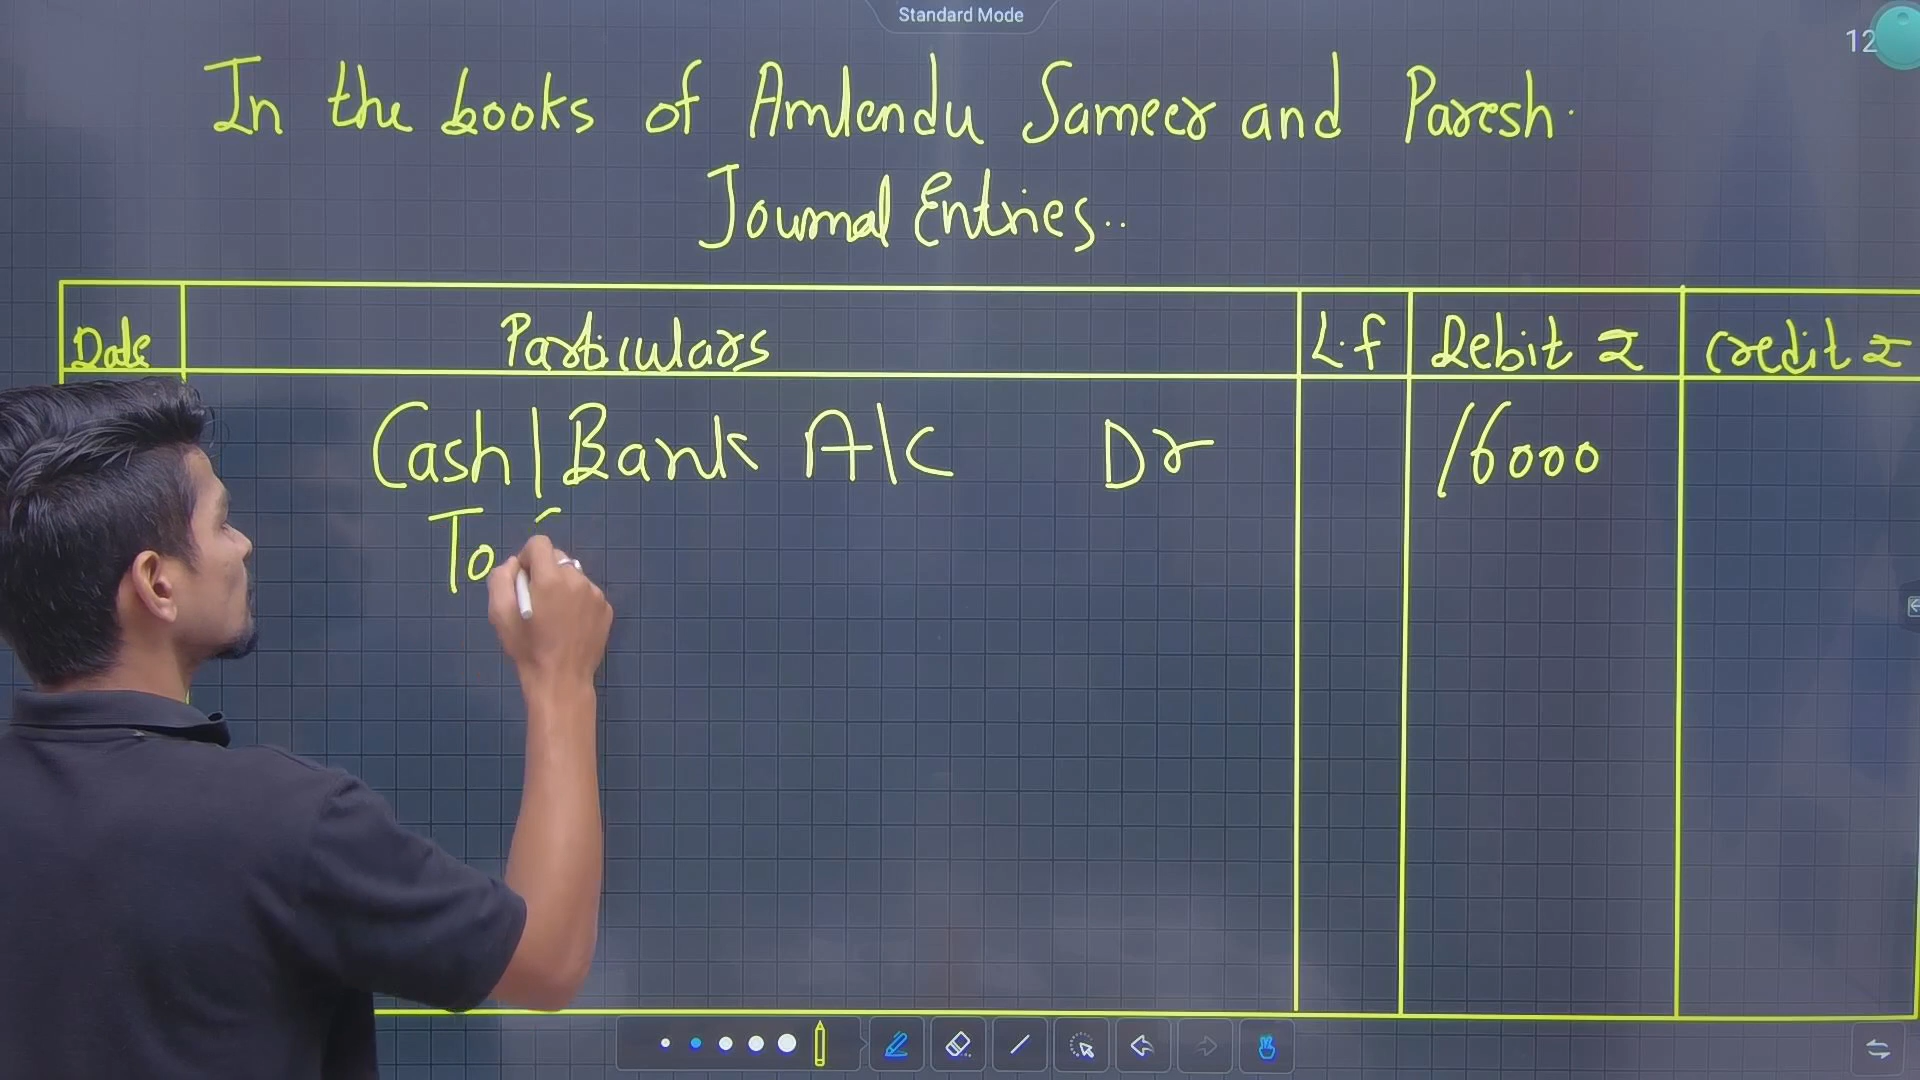 Standard Mode
12
In the books of Amlendu Sameer and Paresh.
Journal Entries..
Date Particulars L.f Debit ₹ Credit ₹
Cash/Bank A/C Dr 16000
To